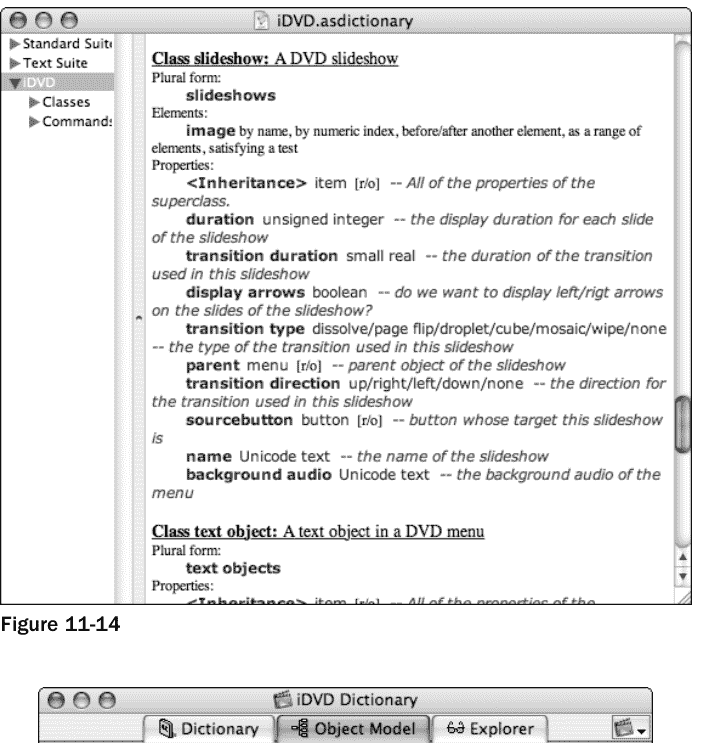 iDVD.asdictionary
Standard Suite
Text Suite
iDVD
Classes
Commands
Class slideshow: A DVD slideshow
Plural form:
slideshows
Elements:
image by name, by numeric index, before/after another element, as a range of
elements, satisfying a test
Properties:
<Inheritance> item [r/o] -- All of the properties of the
superclass.
duration unsigned integer -- the display duration for each slide
of the slideshow
transition duration small real -- the duration of the transition
used in this slideshow
display arrows boolean -- do we want to display left/rigt arrows
on the slides of the slideshow?
transition type dissolve/page flip/droplet/cube/mosaic/wipe/none
-- the type of the transition used in this slideshow
parent menu [r/o] -- parent object of the slideshow
transition direction up/right/left/down/none -- the direction for
the transition used in this slideshow
sourcebutton button [r/o] -- button whose target this slideshow
is
name Unicode text -- the name of the slideshow
background audio Unicode text -- the background audio of the
menu
Class text object: A text object in a DVD menu
Plural form:
text objects
Properties:
<Inheritance> item [r/o] -- All of the properties of the
Figure 11-14
iDVD Dictionary
Dictionary
Object Model
Explorer